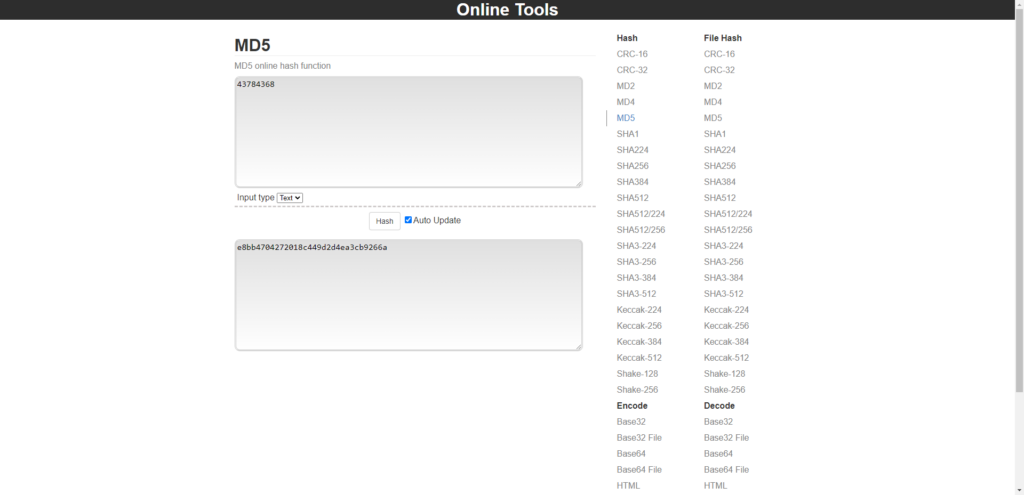 Online Tools
MD5
MD5 online hash function
43784368
Input type Text
Hash Auto Update
e8bb4704272018c449d2d4ea3cb9266a
Hash
CRC-16
CRC-32
MD2
MD4
MD5
SHA1
SHA224
SHA256
SHA384
SHA512
SHA512/224
SHA512/256
SHA3-224
SHA3-256
SHA3-384
SHA3-512
Keccak-224
Keccak-256
Keccak-384
Keccak-512
Shake-128
Shake-256
Encode
Base32
Base32 File
Base64
Base64 File
HTML
File Hash
CRC-16
CRC-32
MD2
MD4
MD5
SHA1
SHA224
SHA256
SHA384
SHA512
SHA512/224
SHA512/256
SHA3-224
SHA3-256
SHA3-384
SHA3-512
Keccak-224
Keccak-256
Keccak-384
Keccak-512
Shake-128
Shake-256
Decode
Base32
Base32 File
Base64
Base64 File
HTML